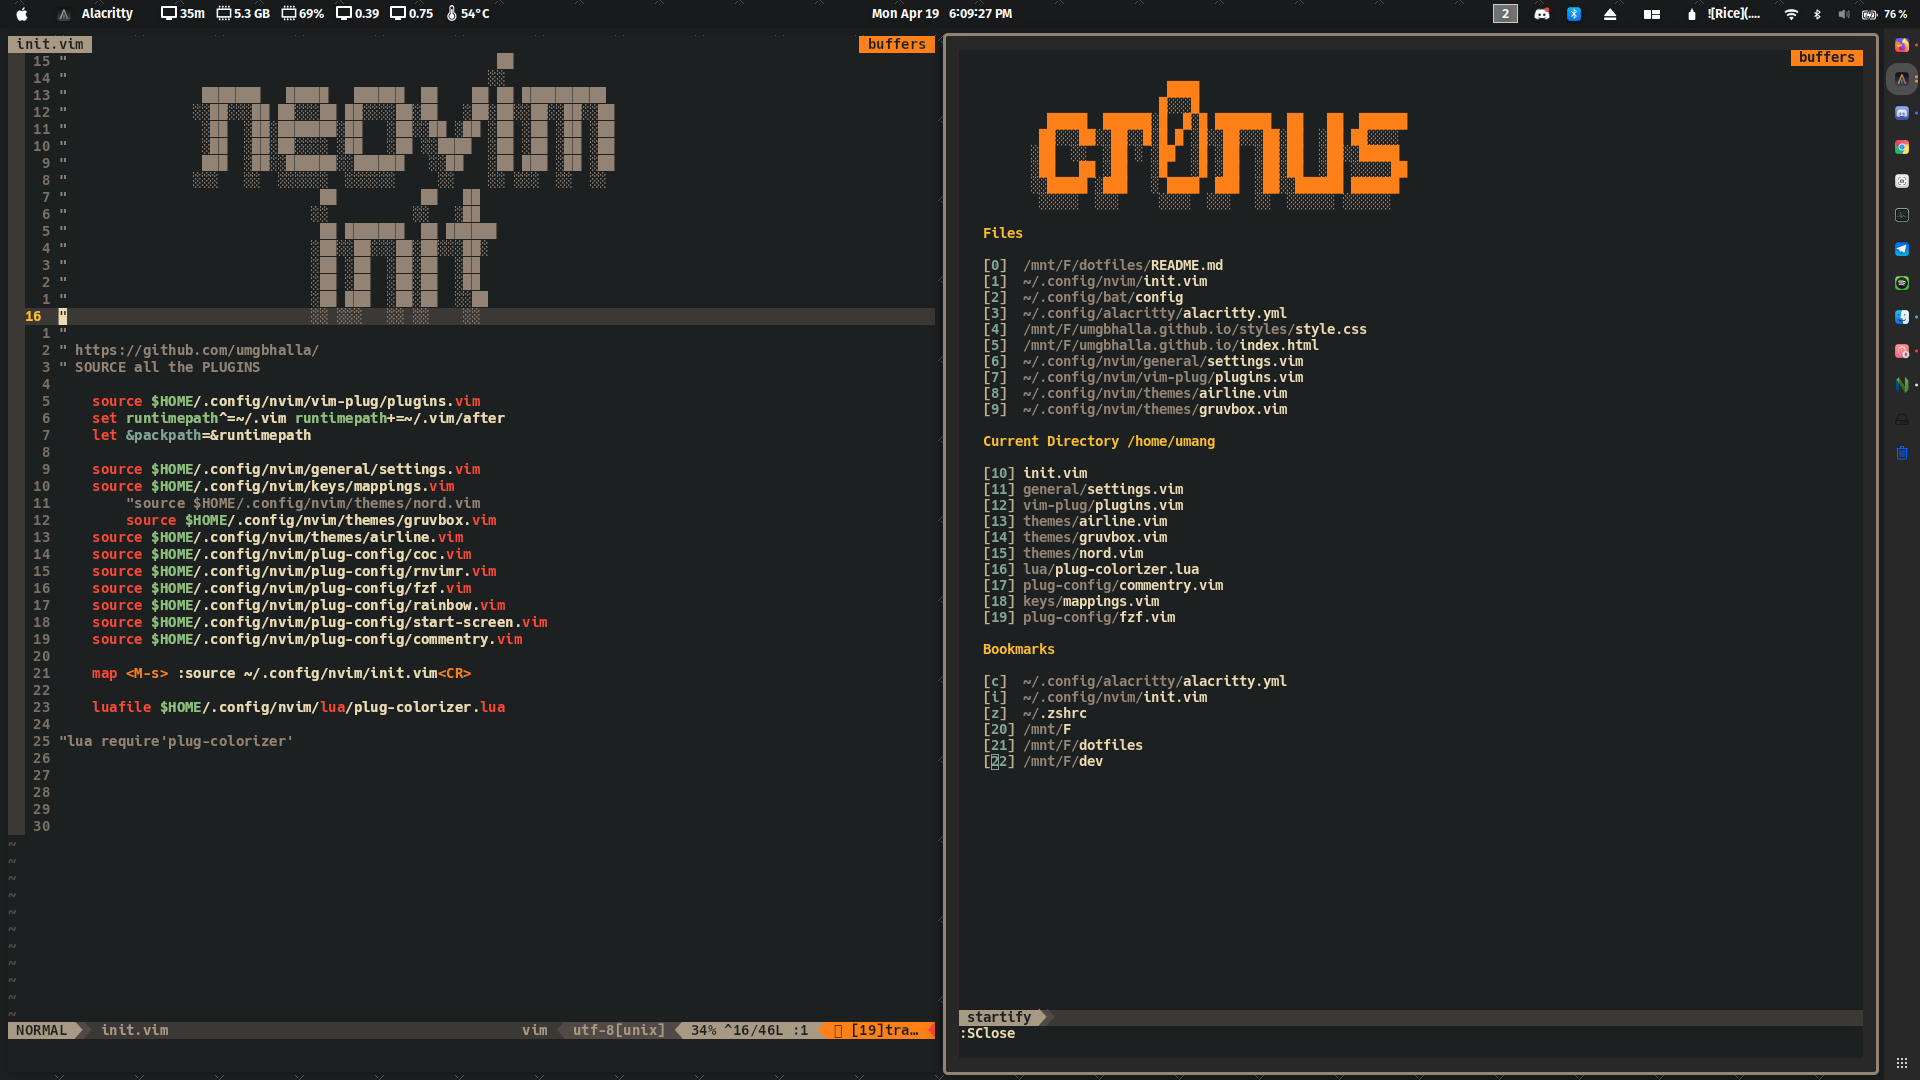 Alacritty 35m 5.3 GB 69% 0.39 0.75 54°C Mon Apr 19 6:09:27 PM 2 ![Rice](.... 76 %
init.vim buffers
15 "
14 "
13 "
12 "
11 "
10 "
9 "
8 "
7 "
6 "
5 "
4 "
3 "
2 "
1 "
16 "
1 "
2 " https://github.com/umgbhalla/
3 " SOURCE all the PLUGINS
4
5 source $HOME/.config/nvim/vim-plug/plugins.vim
6 set runtimepath^=~/.vim runtimepath+=~/.vim/after
7 let &packpath=&runtimepath
8
9 source $HOME/.config/nvim/general/settings.vim
10 source $HOME/.config/nvim/keys/mappings.vim
11 "source $HOME/.config/nvim/themes/nord.vim
12 source $HOME/.config/nvim/themes/gruvbox.vim
13 source $HOME/.config/nvim/themes/airline.vim
14 source $HOME/.config/nvim/plug-config/coc.vim
15 source $HOME/.config/nvim/plug-config/rnvimr.vim
16 source $HOME/.config/nvim/plug-config/fzf.vim
17 source $HOME/.config/nvim/plug-config/rainbow.vim
18 source $HOME/.config/nvim/plug-config/start-screen.vim
19 source $HOME/.config/nvim/plug-config/commentry.vim
20
21 map <M-s> :source ~/.config/nvim/init.vim<CR>
22
23 luafile $HOME/.config/nvim/lua/plug-colorizer.lua
24
25 "lua require'plug-colorizer'
26
27
28
29
30
~
~
~
~
~
~
~
~
~
~
~
NORMAL init.vim vim utf-8[unix] 34% ^16/46L :1 [19]tra…
buffers
Files
[0] /mnt/F/dotfiles/README.md
[1] ~/.config/nvim/init.vim
[2] ~/.config/bat/config
[3] ~/.config/alacritty/alacritty.yml
[4] /mnt/F/umgbhalla.github.io/styles/style.css
[5] /mnt/F/umgbhalla.github.io/index.html
[6] ~/.config/nvim/general/settings.vim
[7] ~/.config/nvim/vim-plug/plugins.vim
[8] ~/.config/nvim/themes/airline.vim
[9] ~/.config/nvim/themes/gruvbox.vim
Current Directory /home/umang
[10] init.vim
[11] general/settings.vim
[12] vim-plug/plugins.vim
[13] themes/airline.vim
[14] themes/gruvbox.vim
[15] themes/nord.vim
[16] lua/plug-colorizer.lua
[17] plug-config/commentry.vim
[18] keys/mappings.vim
[19] plug-config/fzf.vim
Bookmarks
[c] ~/.config/alacritty/alacritty.yml
[i] ~/.config/nvim/init.vim
[z] ~/.zshrc
[20] /mnt/F
[21] /mnt/F/dotfiles
[22] /mnt/F/dev
startify
:SClose